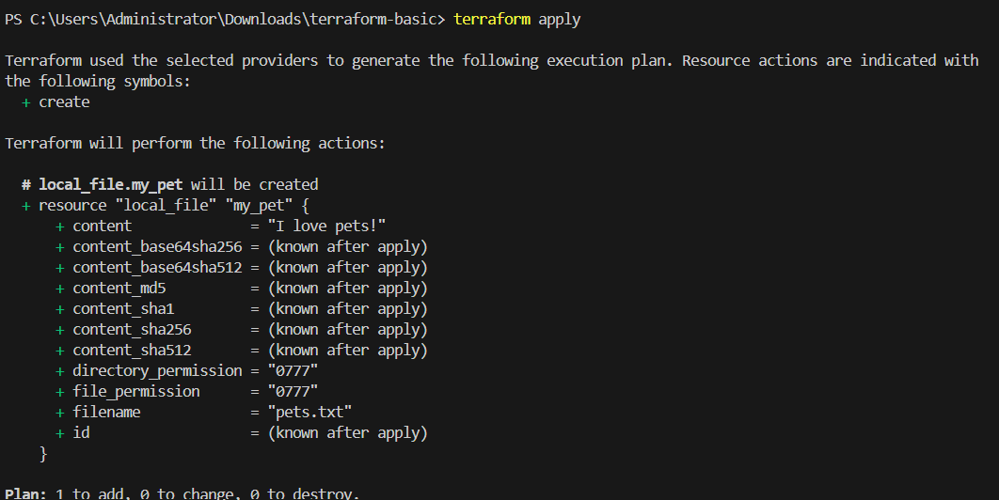 PS C:\Users\Administrator\Downloads\terraform-basic> terraform apply
Terraform used the selected providers to generate the following execution plan. Resource actions are indicated with
the following symbols:
  + create
Terraform will perform the following actions:
  # local_file.my_pet will be created
  + resource "local_file" "my_pet" {
      + content              = "I love pets!"
      + content_base64sha256 = (known after apply)
      + content_base64sha512 = (known after apply)
      + content_md5          = (known after apply)
      + content_sha1         = (known after apply)
      + content_sha256       = (known after apply)
      + content_sha512       = (known after apply)
      + directory_permission = "0777"
      + file_permission      = "0777"
      + filename             = "pets.txt"
      + id                   = (known after apply)
    }
Plan: 1 to add, 0 to change, 0 to destroy.